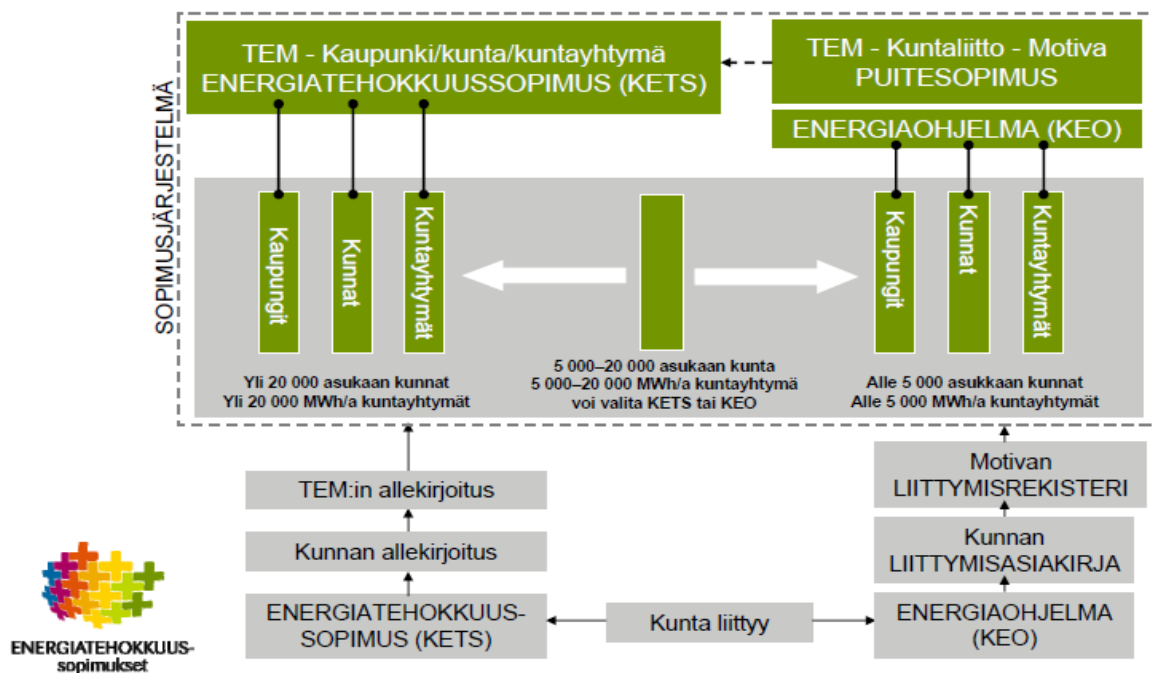 TEM - Kaupunki/kunta/kuntayhtymä
ENERGIATEHOKKUUSSOPIMUS (KETS)
TEM - Kuntaliitto - Motiva
PUITESOPIMUS
ENERGIAOHJELMA (KEO)
SOPIMUSJÄRJESTELMÄ
Kaupungit
Kunnat
Kuntayhtymät
Kaupungit
Kunnat
Kuntayhtymät
Yli 20 000 asukaan kunnat
Yli 20 000 MWh/a kuntayhtymät
5 000–20 000 asukaan kunta
5 000–20 000 MWh/a kuntayhtymä
voi valita KETS tai KEO
Alle 5 000 asukkaan kunnat
Alle 5 000 MWh/a kuntayhtymät
TEM:in allekirjoitus
Motivan
LIITTYMISREKISTERI
Kunnan allekirjoitus
Kunnan
LIITTYMISASIAKIRJA
ENERGIATEHOKKUUS-
SOPIMUS (KETS)
Kunta liittyy
ENERGIAOHJELMA
(KEO)
ENERGIATEHOKKUUS-
sopimukset